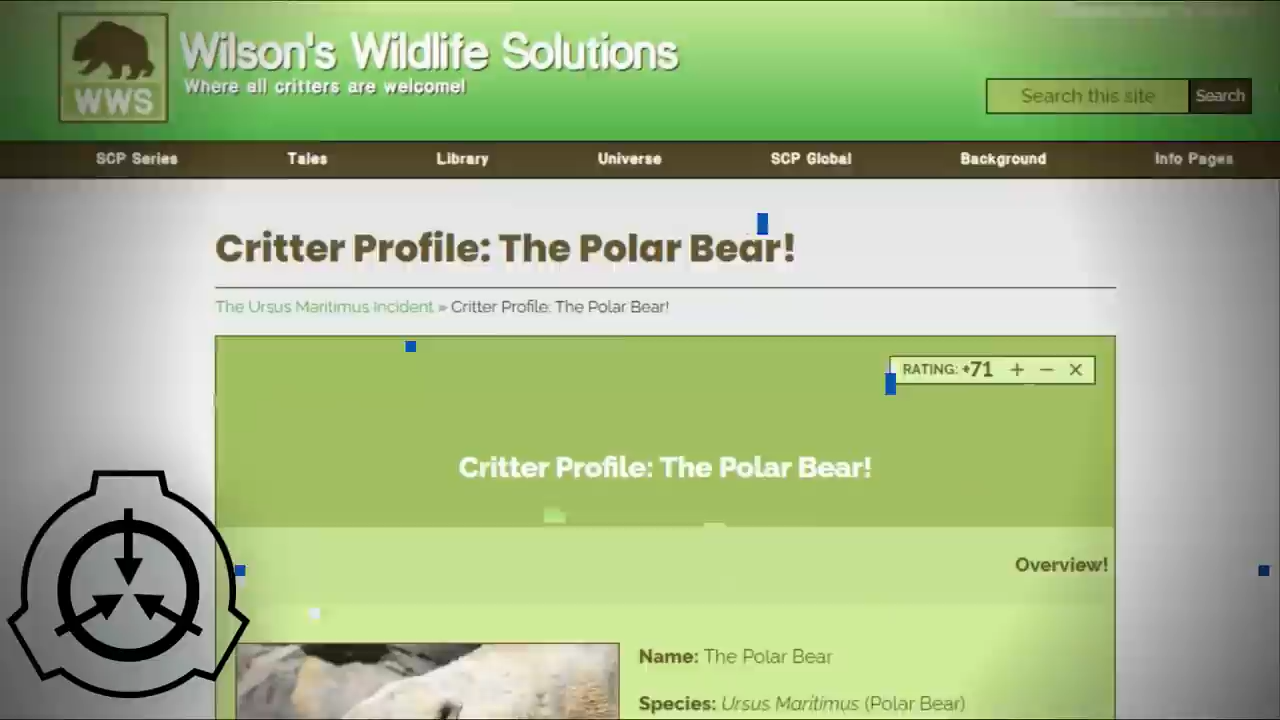 Wilson's Wildlife Solutions
Where all critters are welcome!
WWS
Search this site Search
SCP Series Tales Library Universe SCP Global Background Info Pages
Critter Profile: The Polar Bear!
The Ursus Maritimus Incident » Critter Profile: The Polar Bear!
RATING: +71 + − ×
Critter Profile: The Polar Bear!
Overview!
Name: The Polar Bear
Species: Ursus Maritimus (Polar Bear)